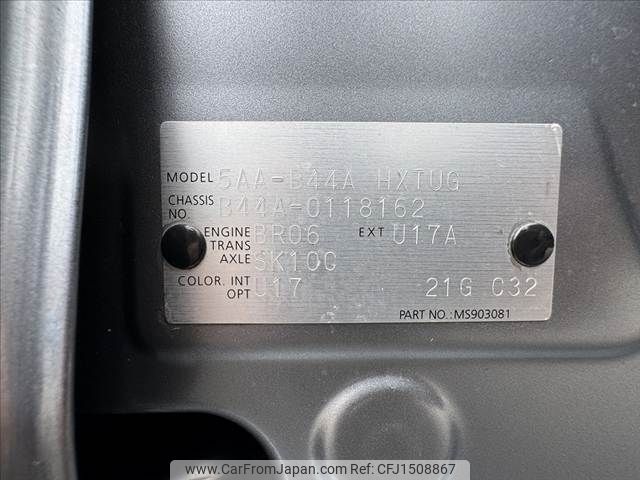 MODEL 5AA-B44A HXTUG
CHASSIS NO. B44A-0118162
ENGINE BR06 EXT U17A
TRANS AXLE SK10C
COLOR. INT U17
OPT 21G C32
PART NO.:MS903081
www.CarFromJapan.com CFJ1508867